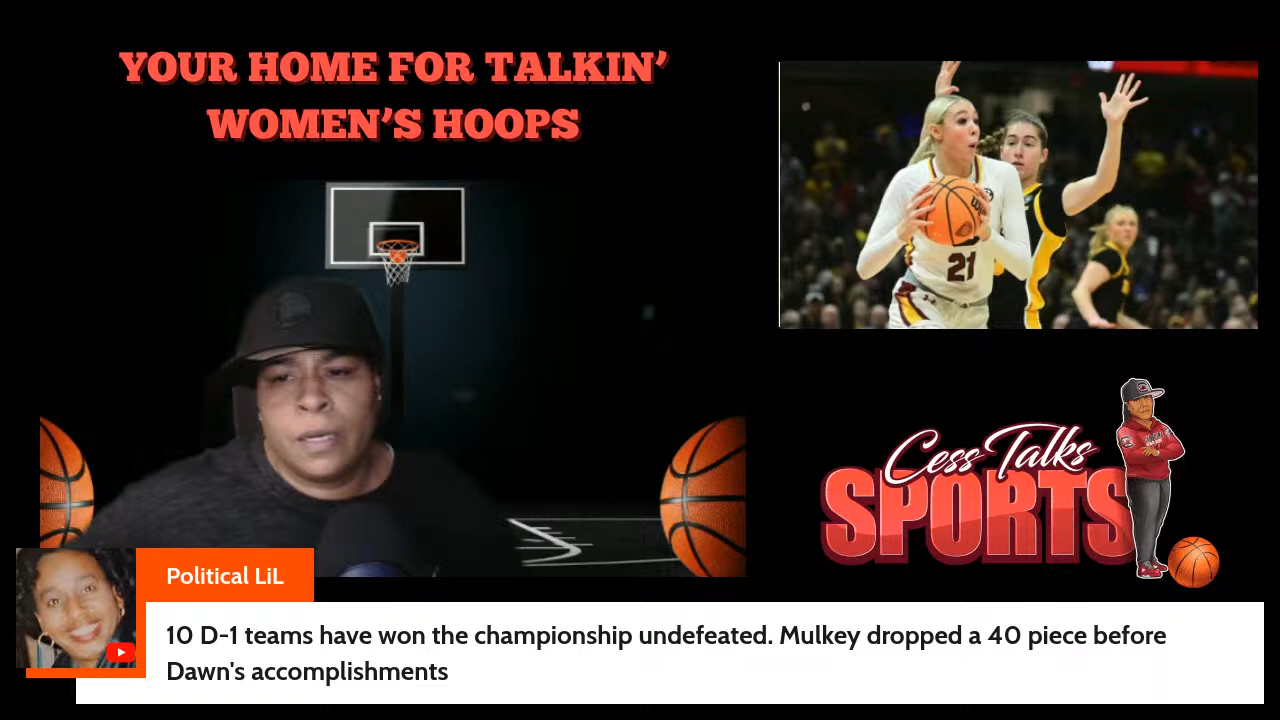 YOUR HOME FOR TALKIN’
WOMEN’S HOOPS
21
Cess Talks
SPORTS
Political LiL
10 D-1 teams have won the championship undefeated. Mulkey dropped a 40 piece before
Dawn's accomplishments